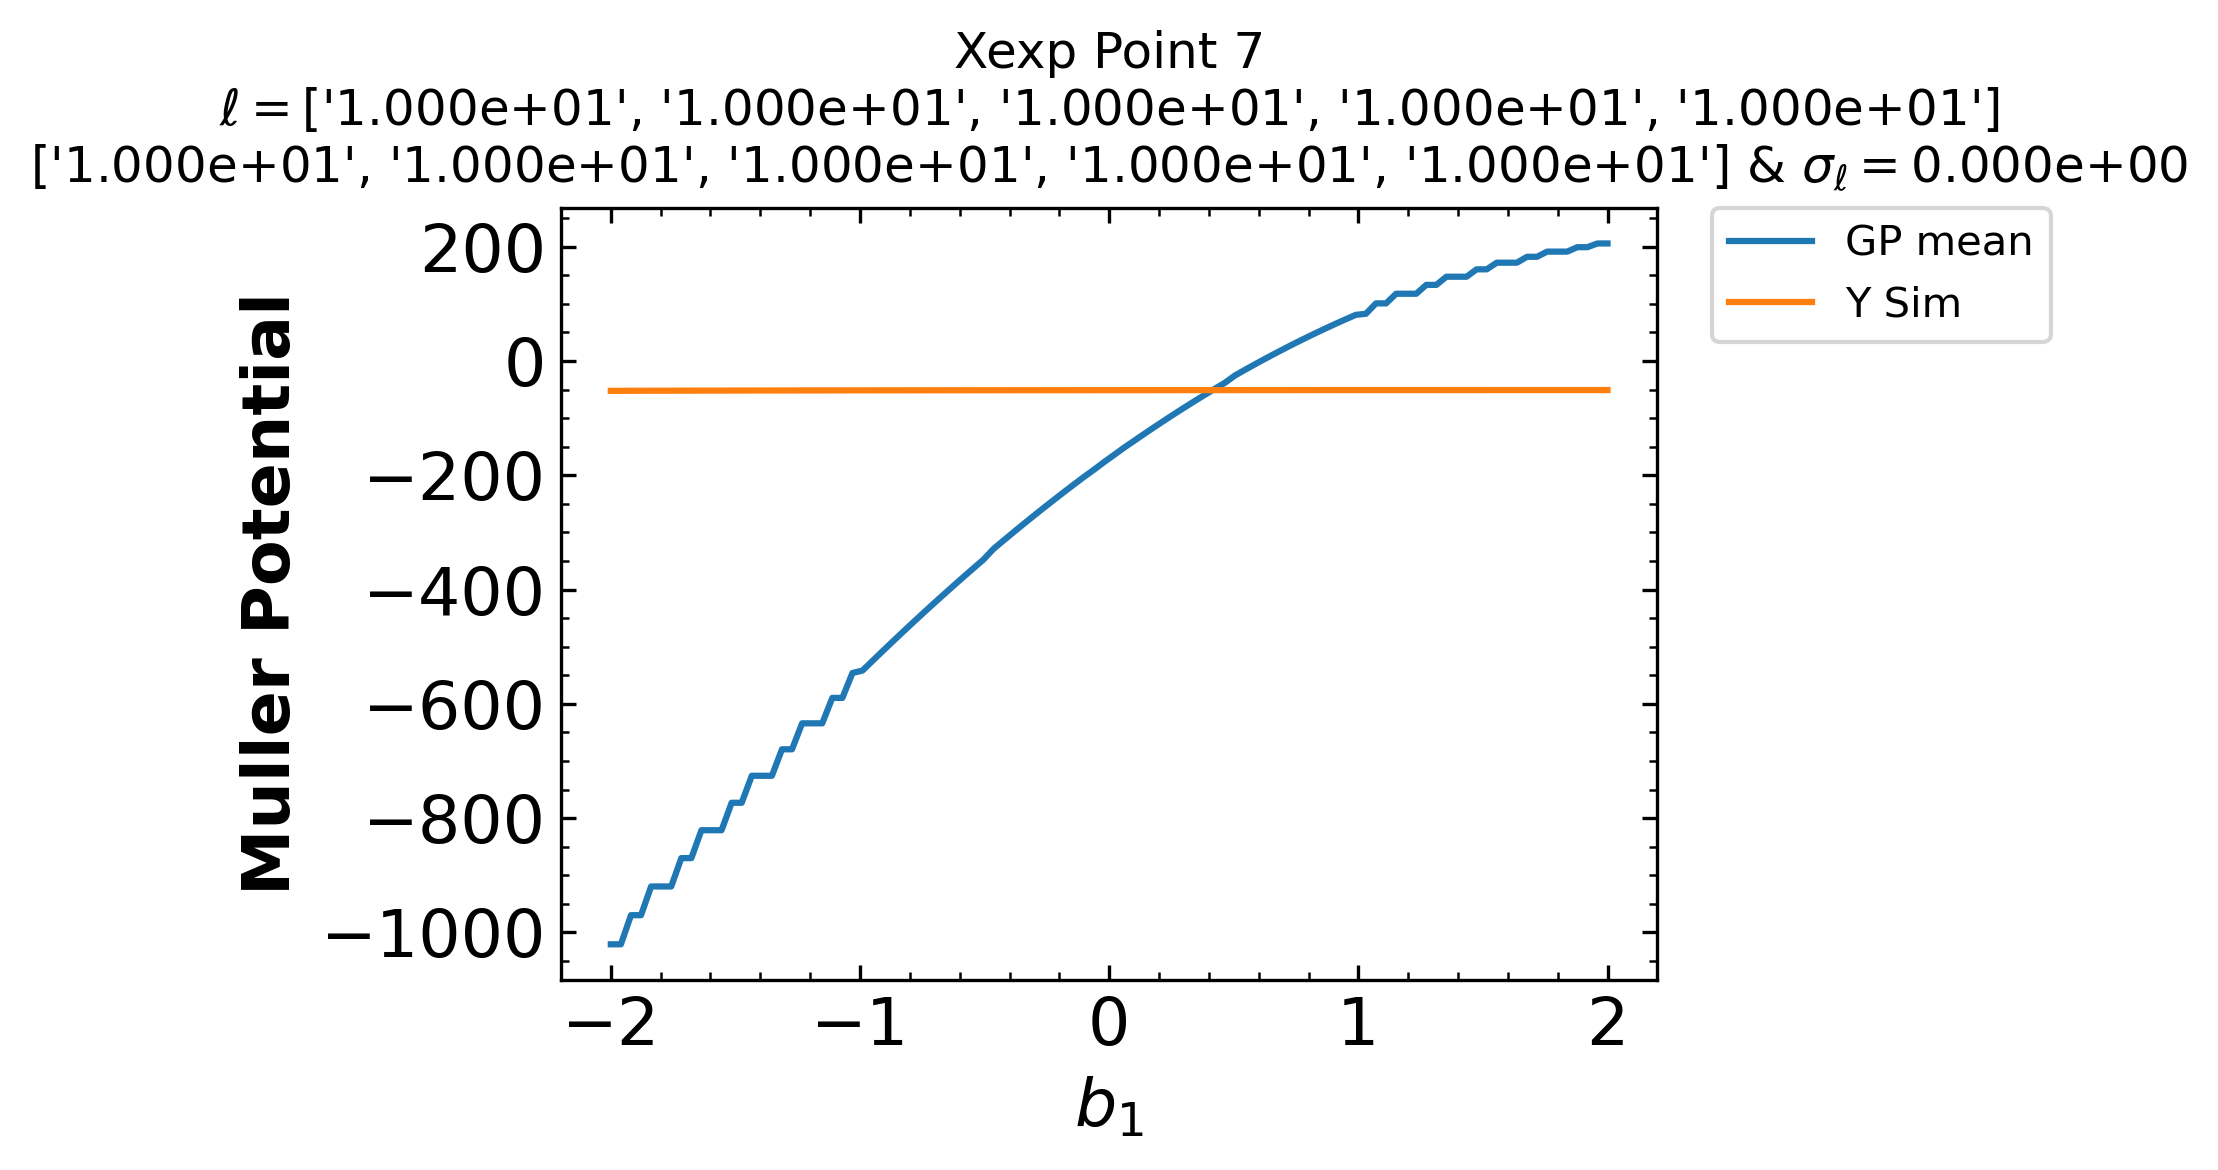 Xexp Point 7
ℓ = ['1.000e+01', '1.000e+01', '1.000e+01', '1.000e+01', '1.000e+01']
['1.000e+01', '1.000e+01', '1.000e+01', '1.000e+01', '1.000e+01'] & σℓ = 0.000e+00
GP mean
Y Sim
Muller Potential
200
0
−200
−400
−600
−800
−1000
−2 −1 0 1 2
b₁